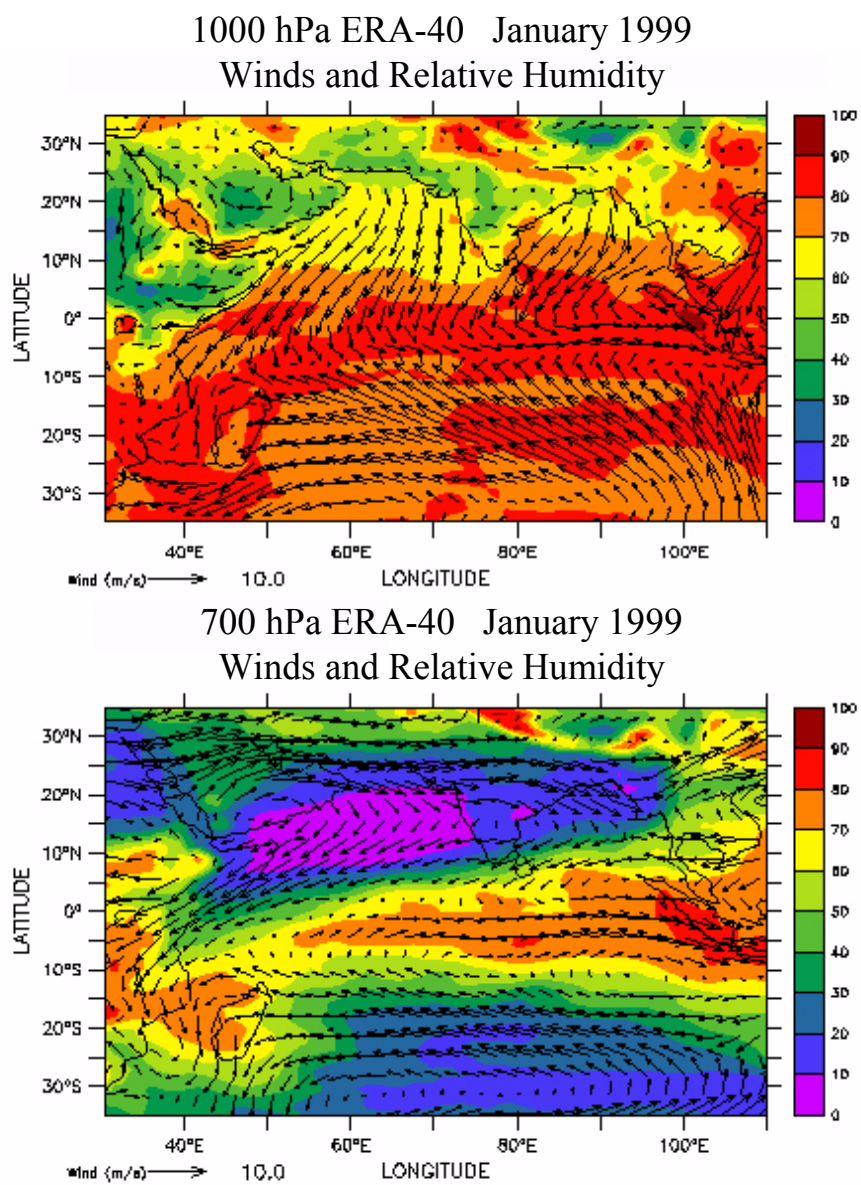 1000 hPa ERA-40 January 1999
Winds and Relative Humidity
30°N
20°N
10°N
0°
10°S
20°S
30°S
LATITUDE
100
90
80
70
60
50
40
30
20
10
0
40°E 60°E 80°E 100°E
Wind (m/s) 10.0 LONGITUDE
700 hPa ERA-40 January 1999
Winds and Relative Humidity
30°N
20°N
10°N
0°
10°S
20°S
30°S
LATITUDE
100
90
80
70
60
50
40
30
20
10
0
40°E 60°E 80°E 100°E
Wind (m/s) 10.0 LONGITUDE